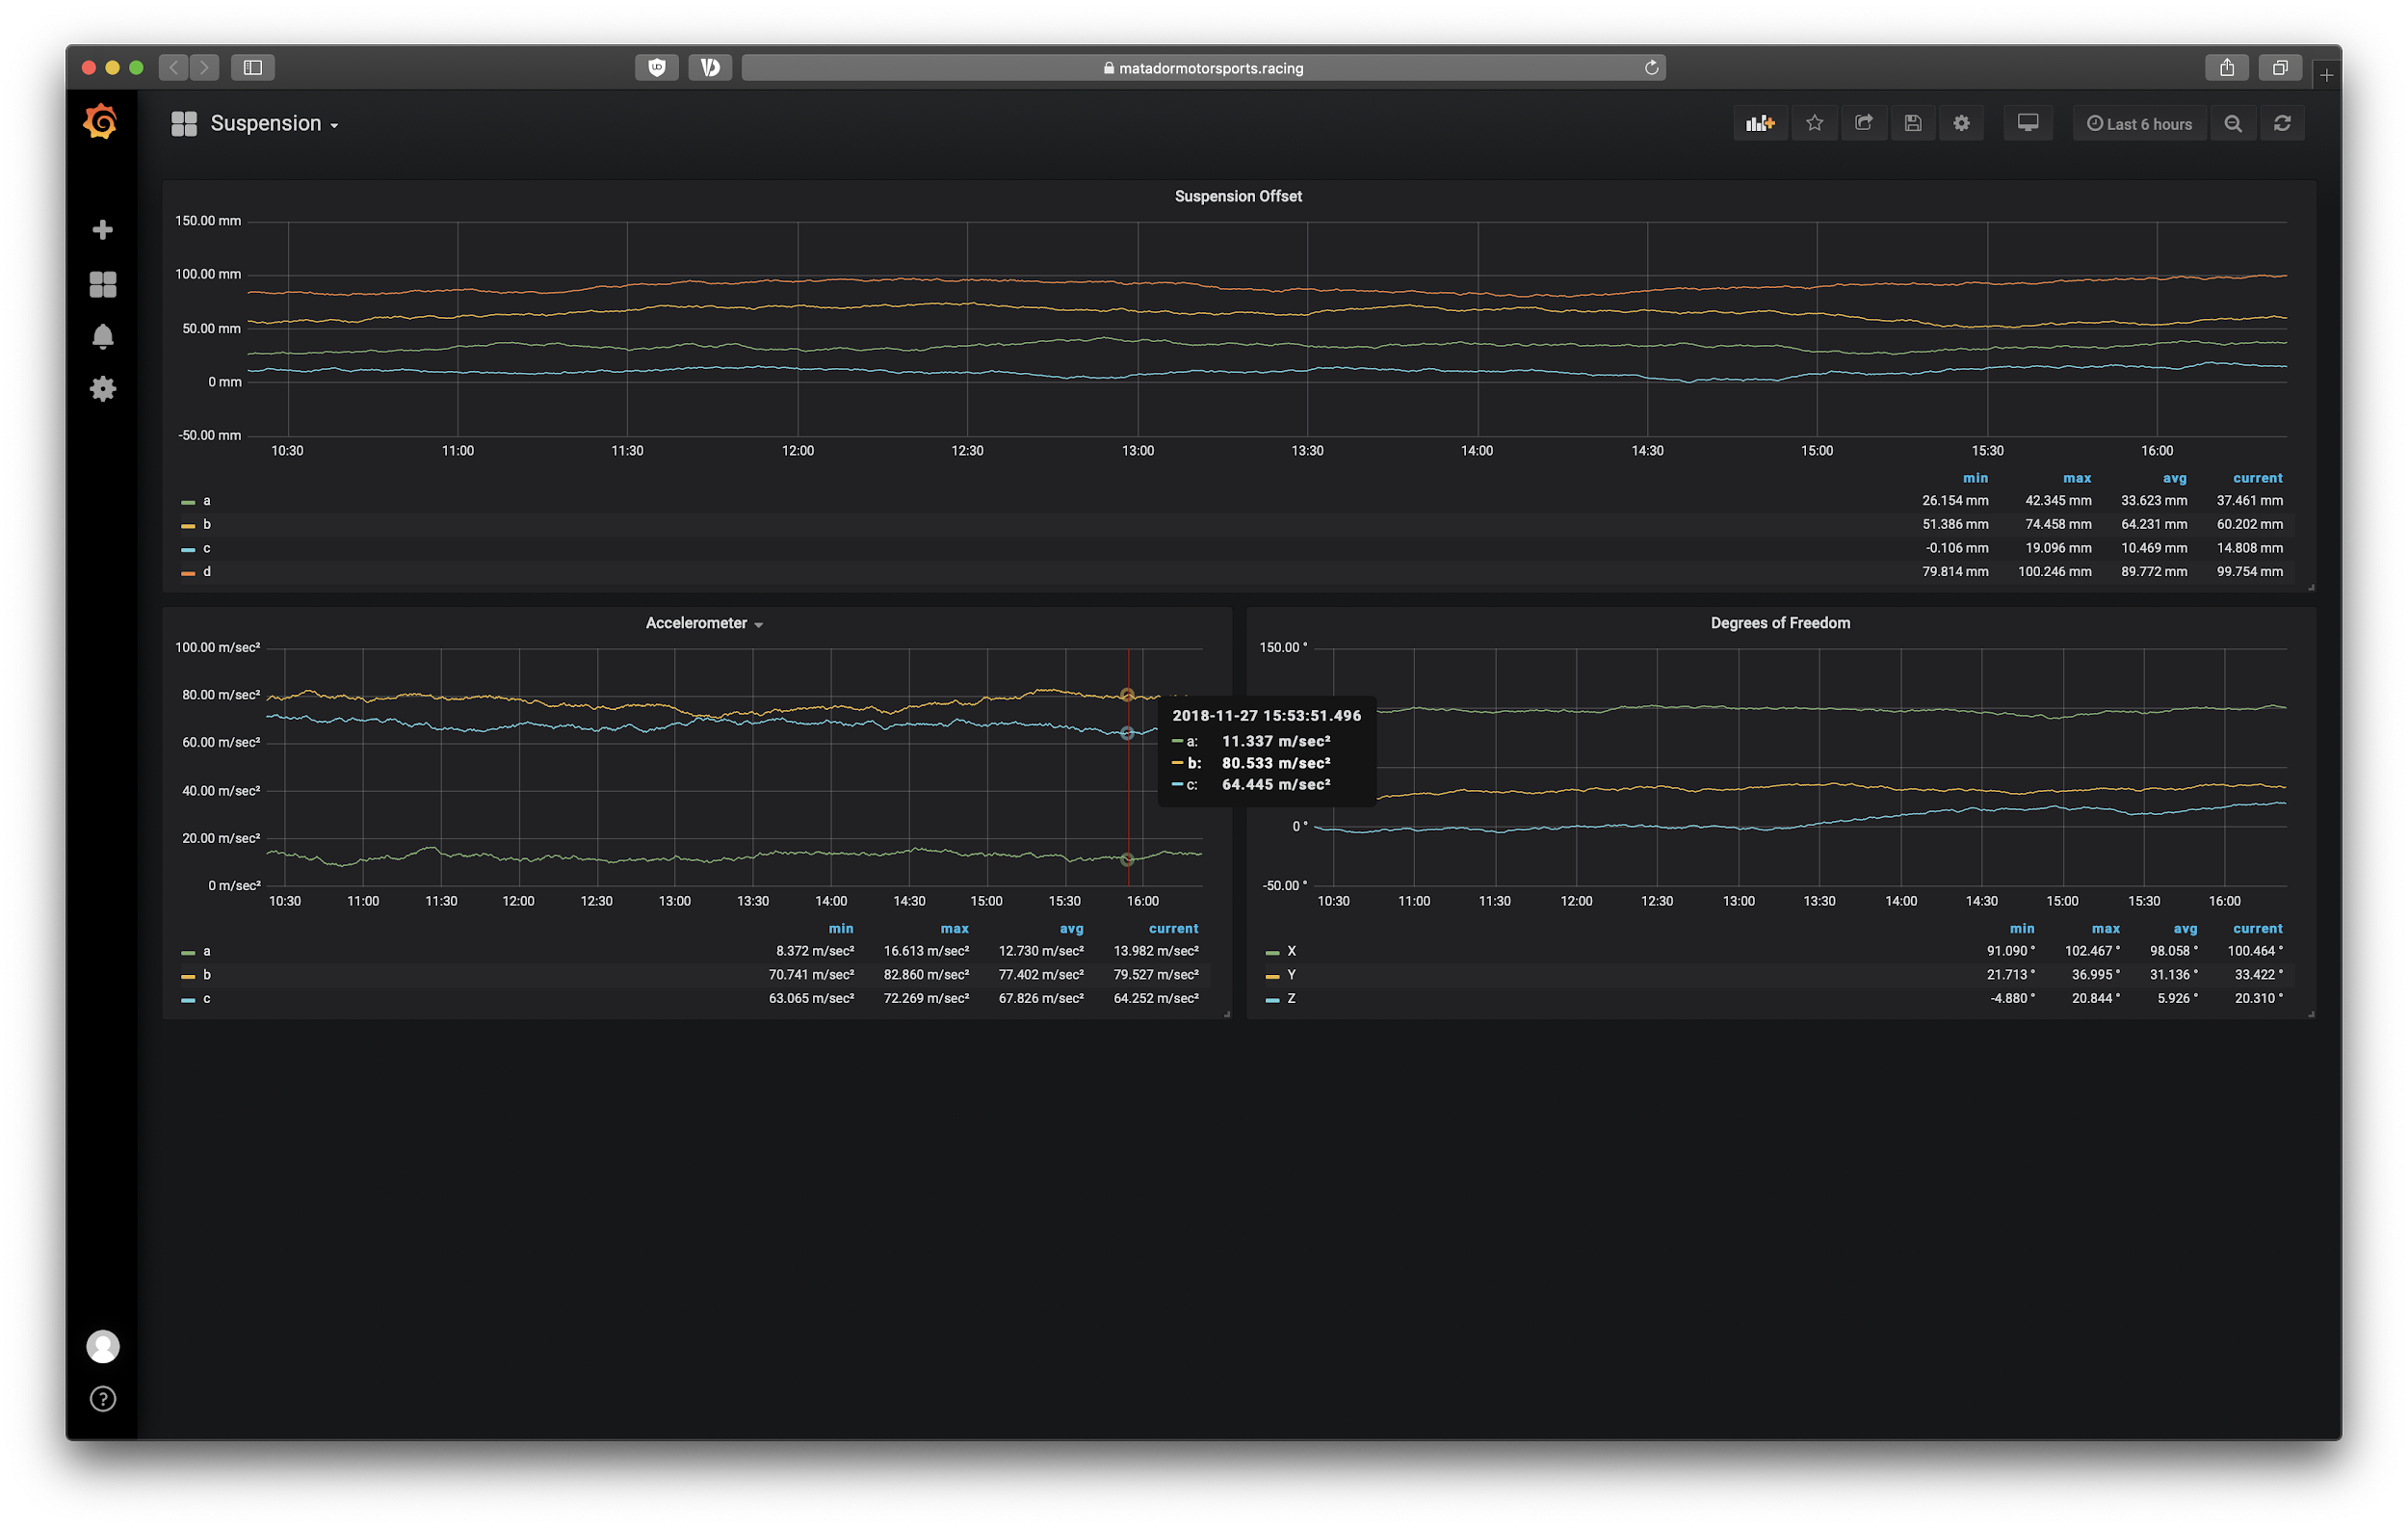 matadormotorsports.racing
Suspension
Last 6 hours
Suspension Offset
150.00 mm
100.00 mm
50.00 mm
0 mm
-50.00 mm
10:30 11:00 11:30 12:00 12:30 13:00 13:30 14:00 14:30 15:00 15:30 16:00
min max avg current
a 26.154 mm 42.345 mm 33.623 mm 37.461 mm
b 51.386 mm 74.458 mm 64.231 mm 60.202 mm
c -0.106 mm 19.096 mm 10.469 mm 14.808 mm
d 79.814 mm 100.246 mm 89.772 mm 99.754 mm
Accelerometer
100.00 m/sec²
80.00 m/sec²
60.00 m/sec²
40.00 m/sec²
20.00 m/sec²
0 m/sec²
10:30 11:00 11:30 12:00 12:30 13:00 13:30 14:00 14:30 15:00 15:30 16:00
min max avg current
a 8.372 m/sec² 16.613 m/sec² 12.730 m/sec² 13.982 m/sec²
b 70.741 m/sec² 82.860 m/sec² 77.402 m/sec² 79.527 m/sec²
c 63.065 m/sec² 72.269 m/sec² 67.826 m/sec² 64.252 m/sec²
2018-11-27 15:53:51.496
a: 11.337 m/sec²
b: 80.533 m/sec²
c: 64.445 m/sec²
Degrees of Freedom
150.00 °
0 °
-50.00 °
10:30 11:00 11:30 12:00 12:30 13:00 13:30 14:00 14:30 15:00 15:30 16:00
min max avg current
X 91.090 ° 102.467 ° 98.058 ° 100.464 °
Y 21.713 ° 36.995 ° 31.136 ° 33.422 °
Z -4.880 ° 20.844 ° 5.926 ° 20.310 °